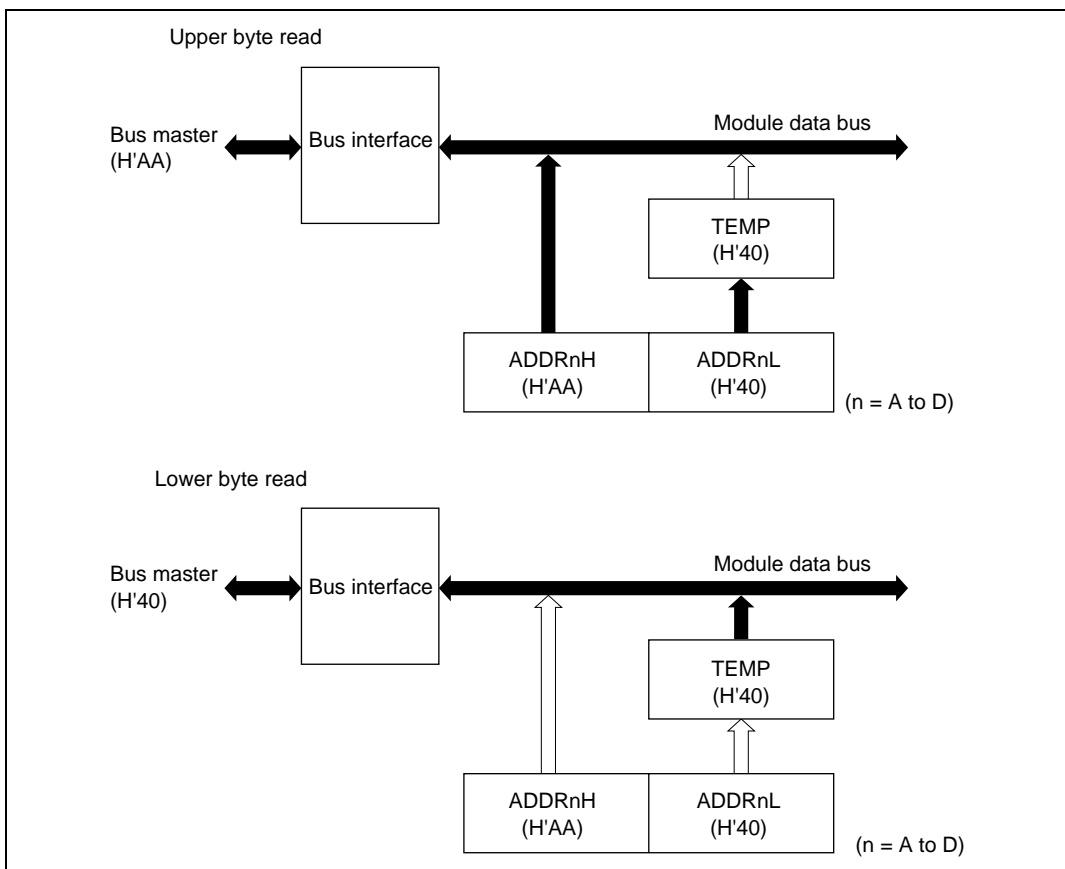 Upper byte read
Bus master
(H'AA)
Bus interface
Module data bus
TEMP
(H'40)
ADDRnH
(H'AA)
ADDRnL
(H'40)
(n = A to D)
Lower byte read
Bus master
(H'40)
Bus interface
Module data bus
TEMP
(H'40)
ADDRnH
(H'AA)
ADDRnL
(H'40)
(n = A to D)